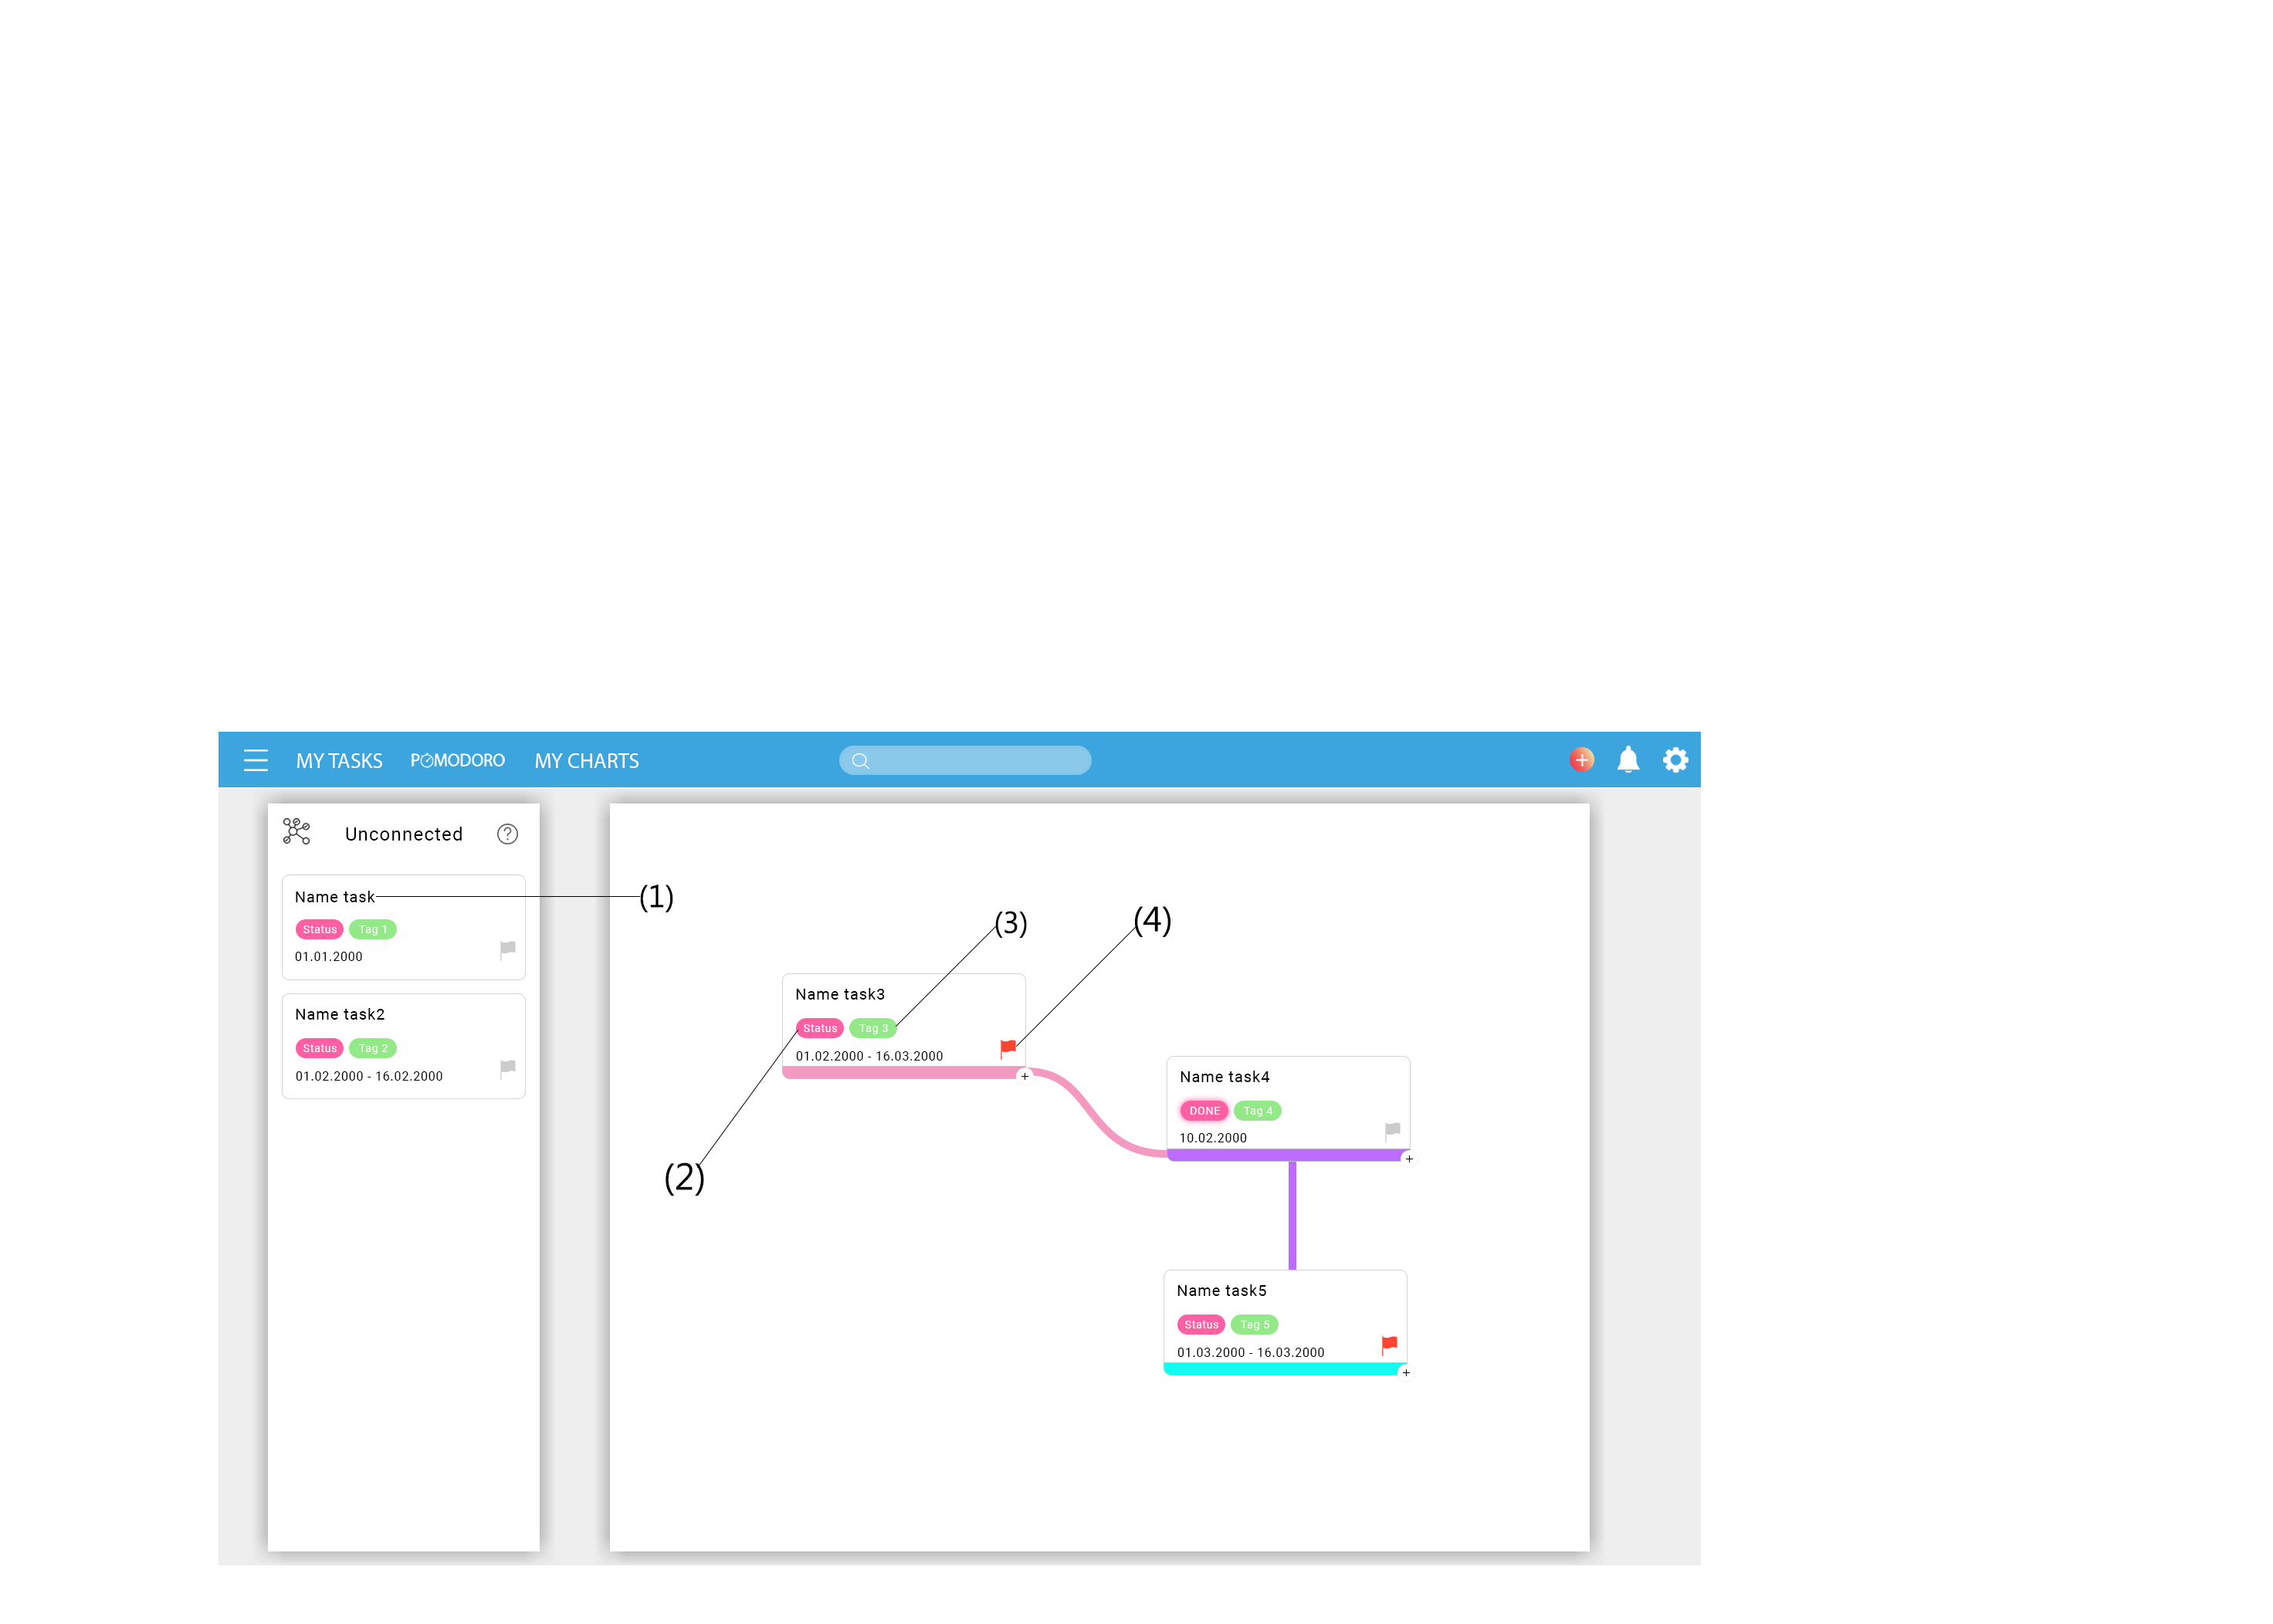 MY TASKS POMODORO MY CHARTS
Unconnected
Name task
Status Tag 1
01.01.2000
Name task2
Status Tag 2
01.02.2000 - 16.02.2000
(1)
(3)
(4)
Name task3
Status Tag 3
01.02.2000 - 16.03.2000
+
(2)
Name task4
DONE Tag 4
10.02.2000
+
Name task5
Status Tag 5
01.03.2000 - 16.03.2000
+